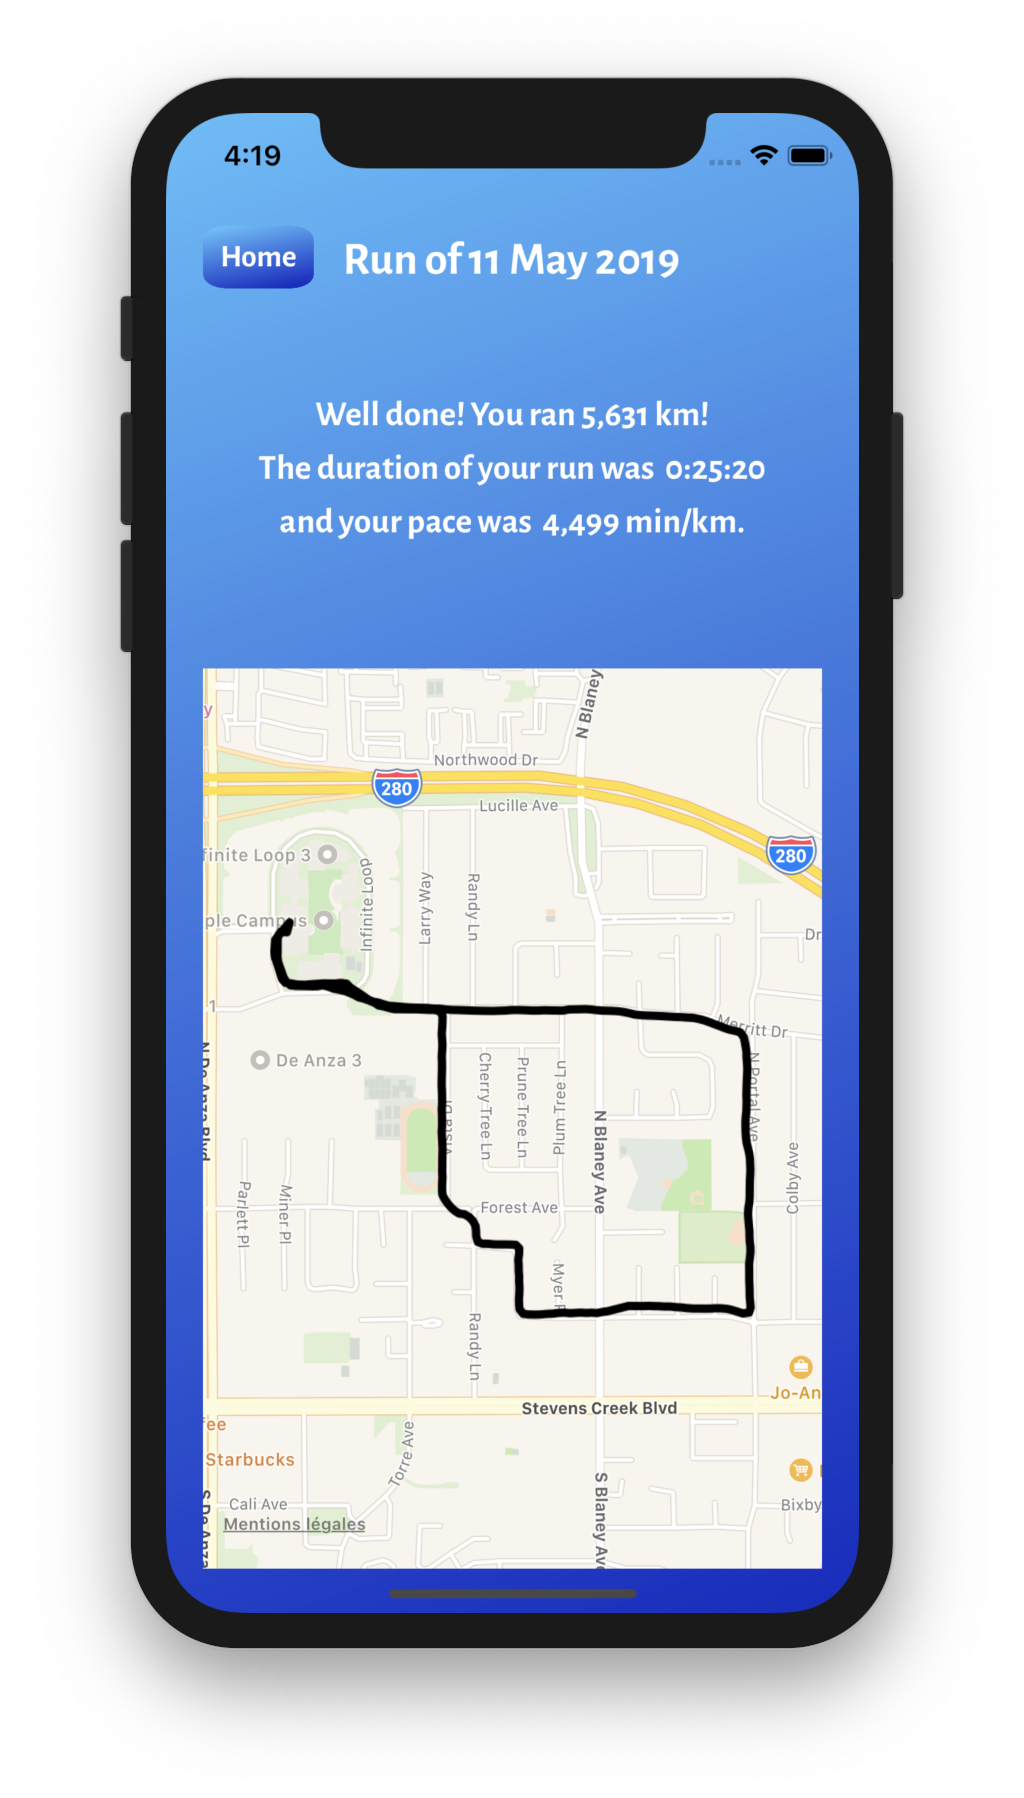 4:19
Home
Run of 11 May 2019
Well done! You ran 5,631 km!
The duration of your run was 0:25:20
and your pace was 4,499 min/km.
N Blaney
y
Northwood Dr
280
Lucille Ave
280
finite Loop 3
Infinite Loop
Larry Way
Randy Ln
ple Campus
Dr
1
Merritt Dr
N De Anza Blvd
De Anza 3
Cherry Tree Ln
Prune Tree Ln
Plum Tree Ln
N Portal Ave
N Blaney Ave
Colby Ave
Parlett Pl
Miner Pl
Forest Ave
Myer P
Randy Ln
Jo-An
Stevens Creek Blvd
fee
Starbucks
Torre Ave
S Blaney Ave
S De Anza
Cali Ave
Bixby
Mentions légales